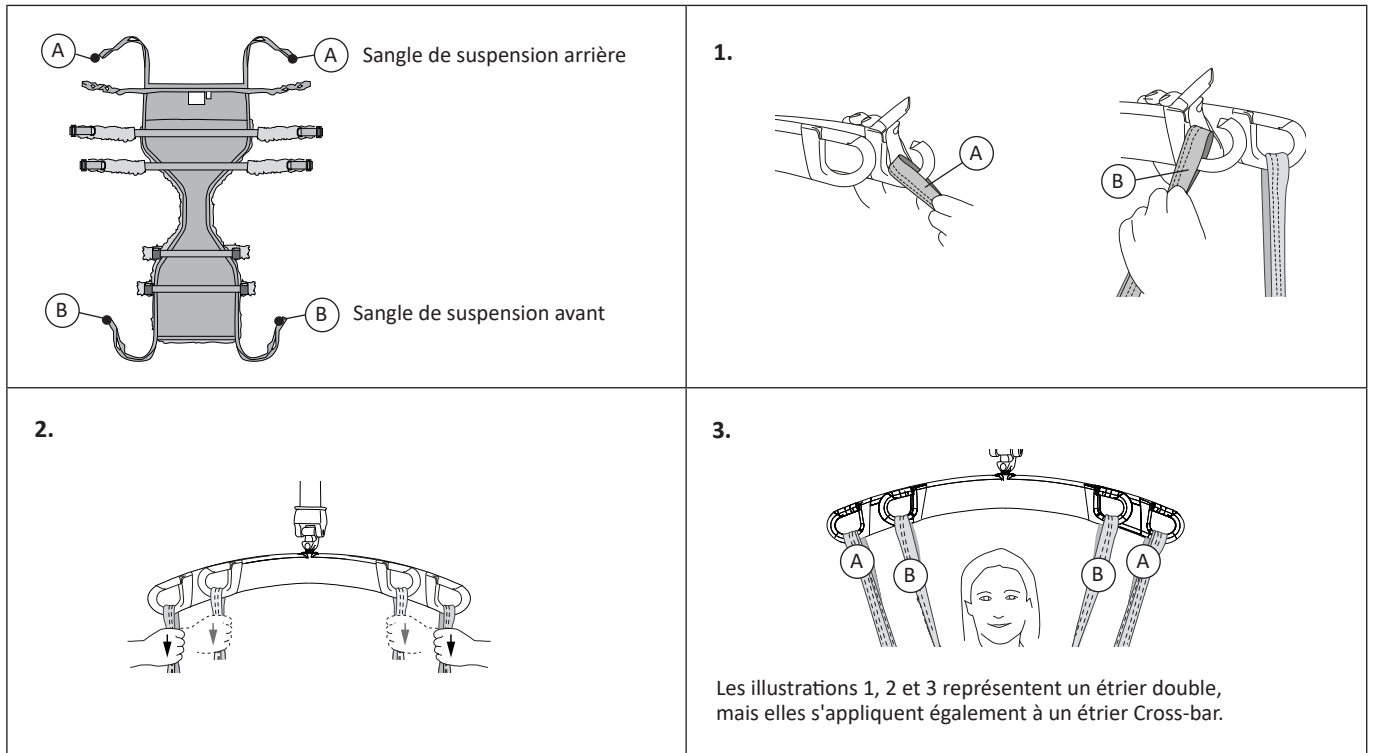 A
A
Sangle de suspension arrière
B
B
Sangle de suspension avant
1.
A
B
2.
3.
A
B
B
A
Les illustrations 1, 2 et 3 représentent un étrier double,
mais elles s'appliquent également à un étrier Cross-bar.